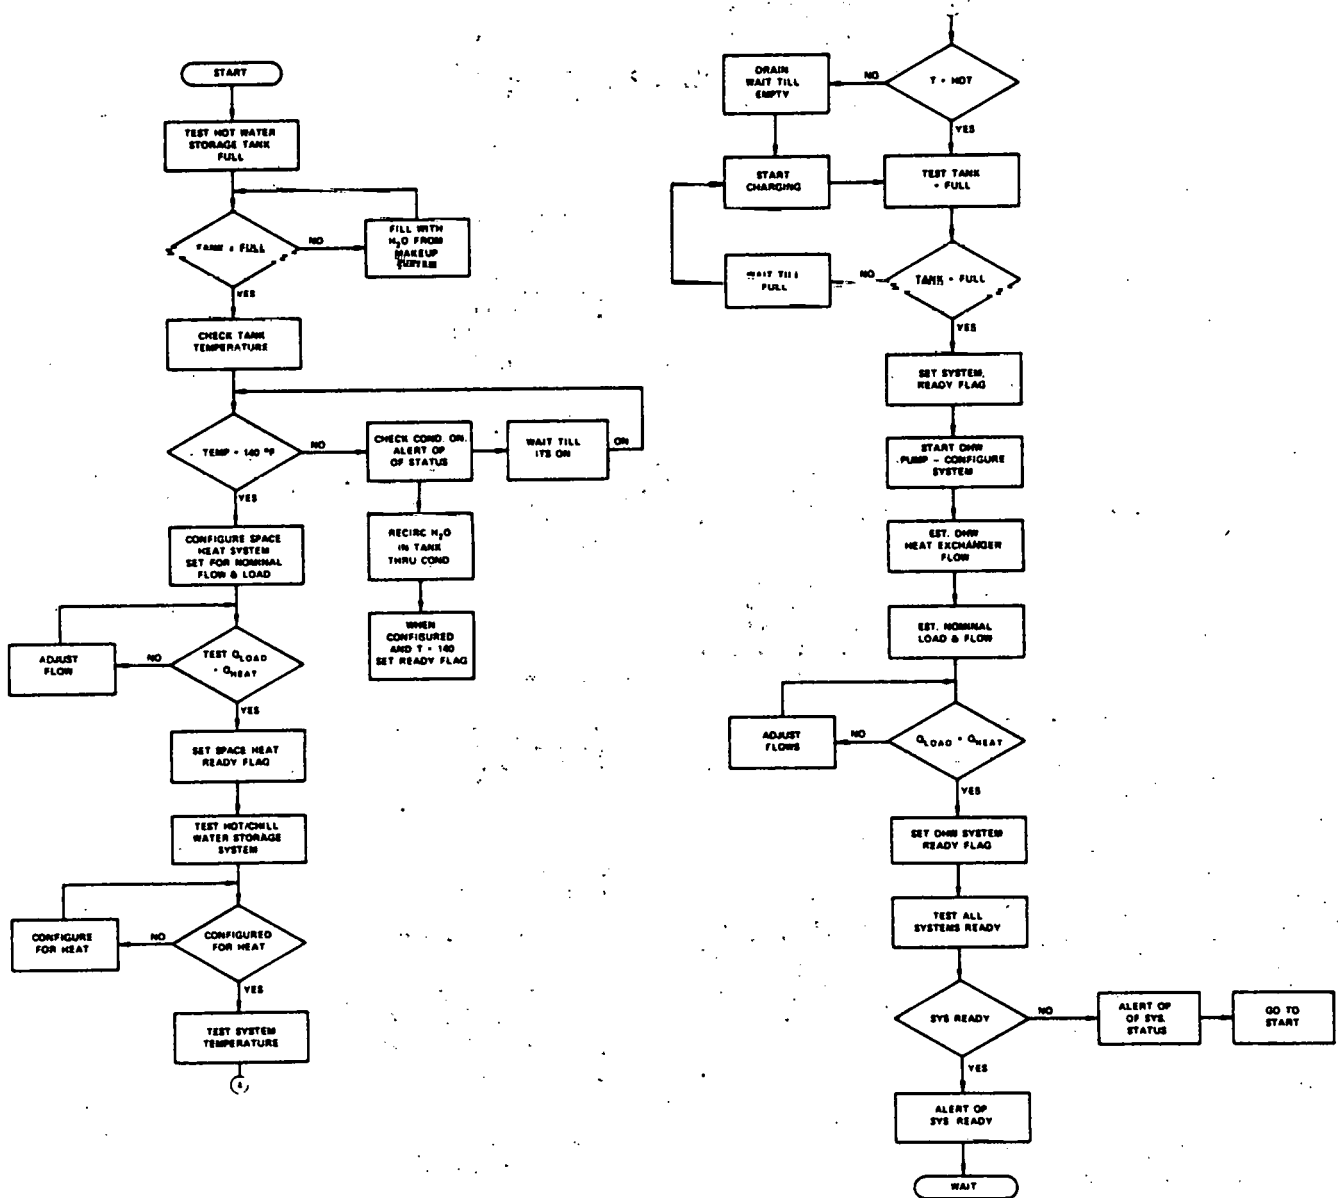 START
TEST HOT WATER
STORAGE TANK
FULL
TANK = FULL
NO
FILL WITH
H2O FROM
MAKEUP
SYSTEM
YES
CHECK TANK
TEMPERATURE
TEMP = 140 °F
NO
CHECK COND. ON.
ALERT OP
OF STATUS
WAIT TILL
ITS ON
ON
YES
RECIRC H2O
IN TANK
THRU COND
WHEN
CONFIGURED
AND T = 140
SET READY FLAG
CONFIGURE SPACE
HEAT SYSTEM
SET FOR NOMINAL
FLOW & LOAD
TEST QLOAD
= QHEAT
NO
ADJUST
FLOW
YES
SET SPACE HEAT
READY FLAG
TEST HOT/CHILL
WATER STORAGE
SYSTEM
CONFIGURED
FOR HEAT
NO
CONFIGURE
FOR HEAT
YES
TEST SYSTEM
TEMPERATURE
T = HOT
NO
DRAIN
WAIT TILL
EMPTY
YES
START
CHARGING
TEST TANK
= FULL
TANK = FULL
NO
WAIT TILL
FULL
YES
SET SYSTEM,
READY FLAG
START DHW
PUMP - CONFIGURE
SYSTEM
EST. DHW
HEAT EXCHANGER
FLOW
EST. NOMINAL
LOAD & FLOW
QLOAD = QHEAT
NO
ADJUST
FLOWS
YES
SET DHW SYSTEM
READY FLAG
TEST ALL
SYSTEMS READY
SYS READY
NO
ALERT OP
OF SYS.
STATUS
GO TO
START
YES
ALERT OP
SYS READY
WAIT